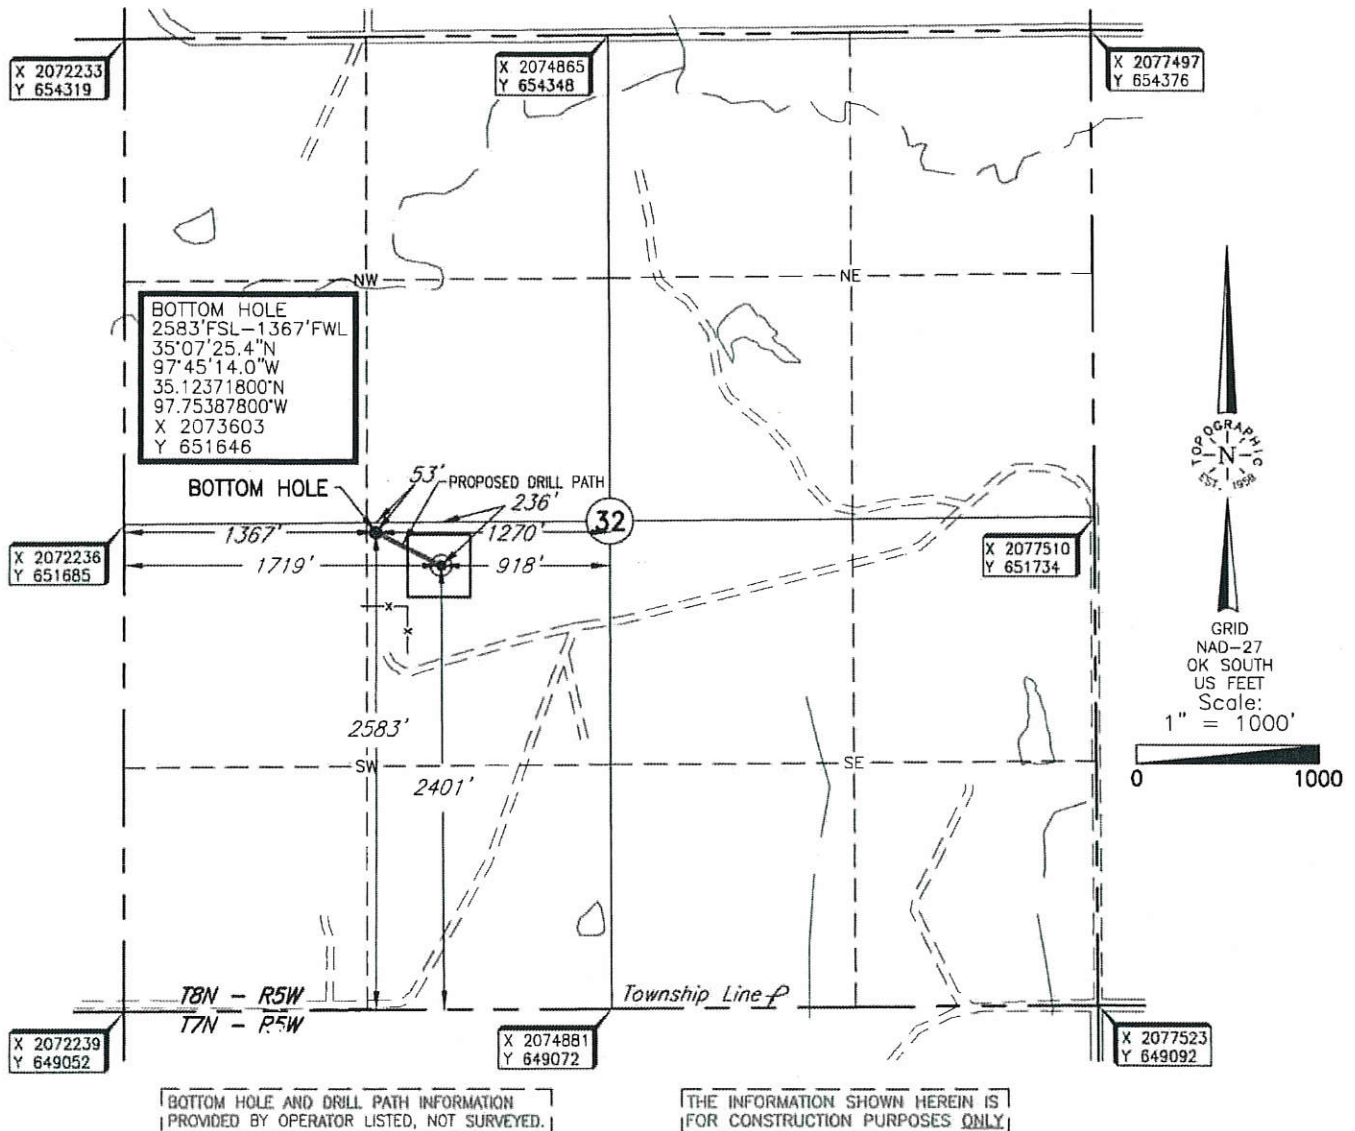 X 2072233
Y 654319
X 2074865
Y 654348
X 2077497
Y 654376
NW
NE
BOTTOM HOLE
2583'FSL-1367'FWL
35°07'25.4"N
97°45'14.0"W
35.12371800°N
97.75387800°W
X 2073603
Y 651646
TOPOGRAPHIC
N
EST. 1958
53'
PROPOSED DRILL PATH
BOTTOM HOLE
236'
1367'
1270'
32
X 2072236
Y 651685
1719'
918'
X 2077510
Y 651734
x
x
GRID
NAD-27
OK SOUTH
US FEET
Scale:
1" = 1000'
0 1000
2583'
SW
SE
2401'
T8N - R5W
Township Line
T7N - R5W
X 2072239
Y 649052
X 2074881
Y 649072
X 2077523
Y 649092
BOTTOM HOLE AND DRILL PATH INFORMATION
PROVIDED BY OPERATOR LISTED, NOT SURVEYED.
THE INFORMATION SHOWN HEREIN IS
FOR CONSTRUCTION PURPOSES ONLY